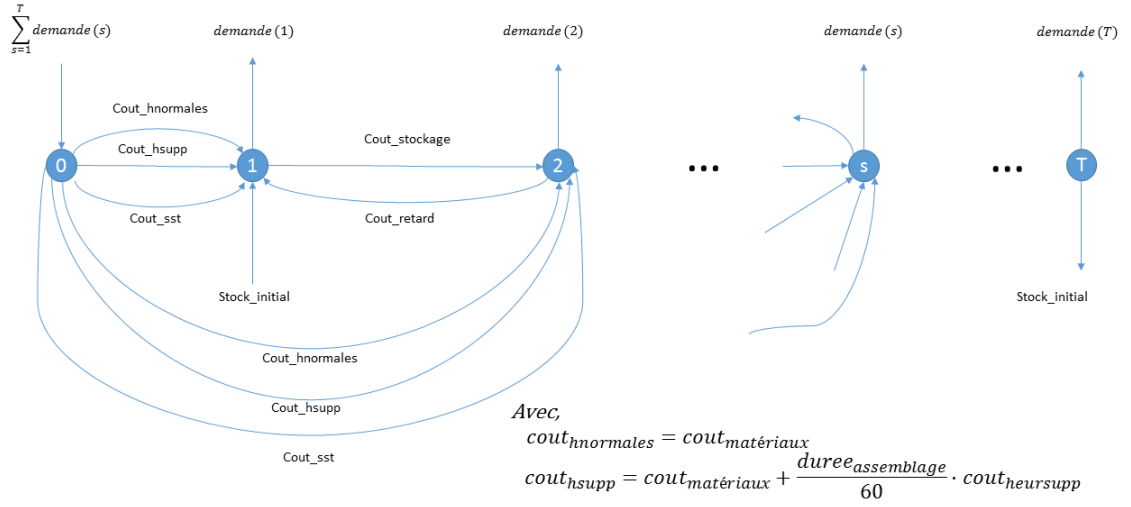 T
∑ demande (s)
s=1
demande (1)
demande (2)
demande (s)
demande (T)
Cout_hnormales
Cout_stockage
Cout_hsupp
0
1
2
...
s
...
T
Cout_sst
Cout_retard
Stock_initial
Stock_initial
Cout_hnormales
Cout_hsupp
Cout_sst
Avec,
cout_hnormales = cout_matériaux
cout_hsupp = cout_matériaux + duree_assemblage / 60 · cout_heursupp